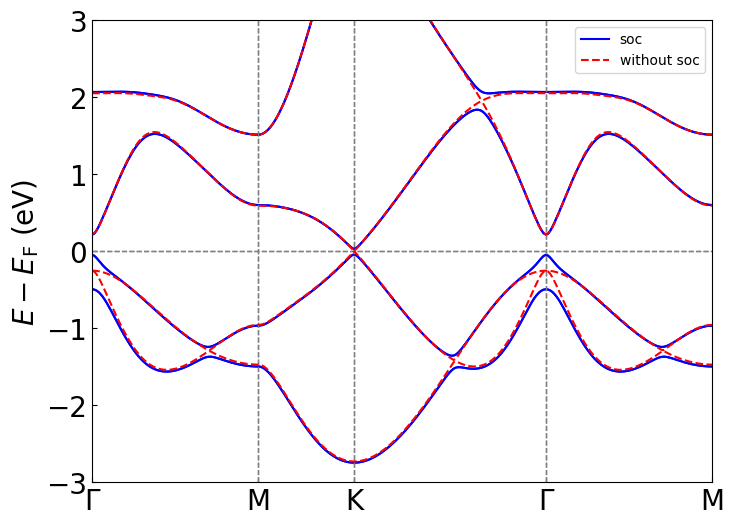 3
2
1
0
−1
−2
−3
E − E_F (eV)
soc
without soc
Γ
M
K
Γ
M